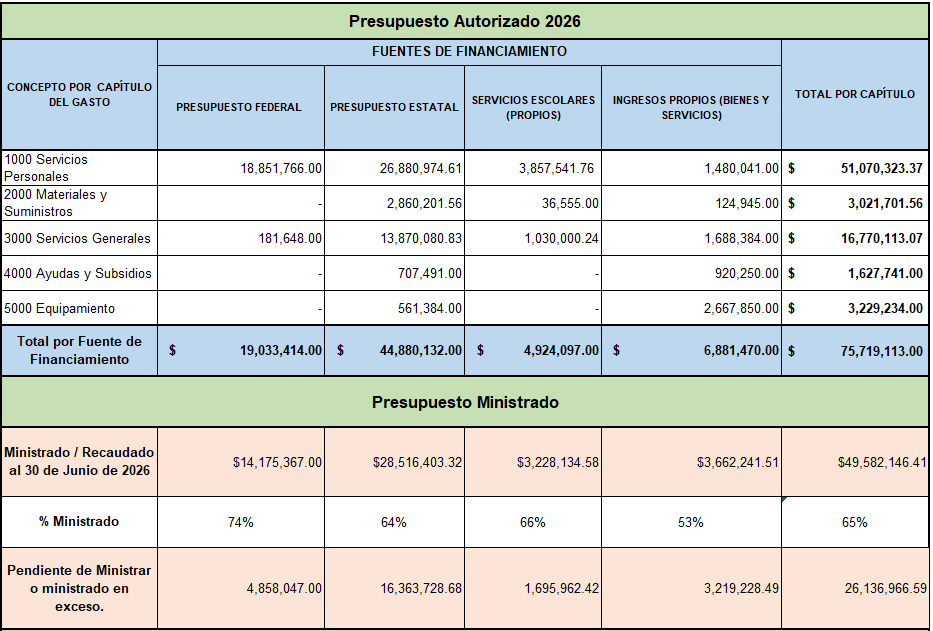 Presupuesto Autorizado 2026
CONCEPTO POR CAPÍTULO
DEL GASTO
FUENTES DE FINANCIAMIENTO
TOTAL POR CAPÍTULO
PRESUPUESTO FEDERAL
PRESUPUESTO ESTATAL
SERVICIOS ESCOLARES
(PROPIOS)
INGRESOS PROPIOS (BIENES Y
SERVICIOS)
1000 Servicios
Personales
18,851,766.00 26,880,974.61 3,857,541.76 1,480,041.00 $ 51,070,323.37
2000 Materiales y
Suministros
- 2,860,201.56 36,555.00 124,945.00 $ 3,021,701.56
3000 Servicios Generales 181,648.00 13,870,080.83 1,030,000.24 1,688,384.00 $ 16,770,113.07
4000 Ayudas y Subsidios - 707,491.00 - 920,250.00 $ 1,627,741.00
5000 Equipamiento - 561,384.00 - 2,667,850.00 $ 3,229,234.00
Total por Fuente de
Financiamiento
$ 19,033,414.00 $ 44,880,132.00 $ 4,924,097.00 $ 6,881,470.00 $ 75,719,113.00
Presupuesto Ministrado
Ministrado / Recaudado
al 30 de Junio de 2026
$14,175,367.00 $28,516,403.32 $3,228,134.58 $3,662,241.51 $49,582,146.41
% Ministrado 74% 64% 66% 53% 65%
Pendiente de Ministrar
o ministrado en
exceso.
4,858,047.00 16,363,728.68 1,695,962.42 3,219,228.49 26,136,966.59